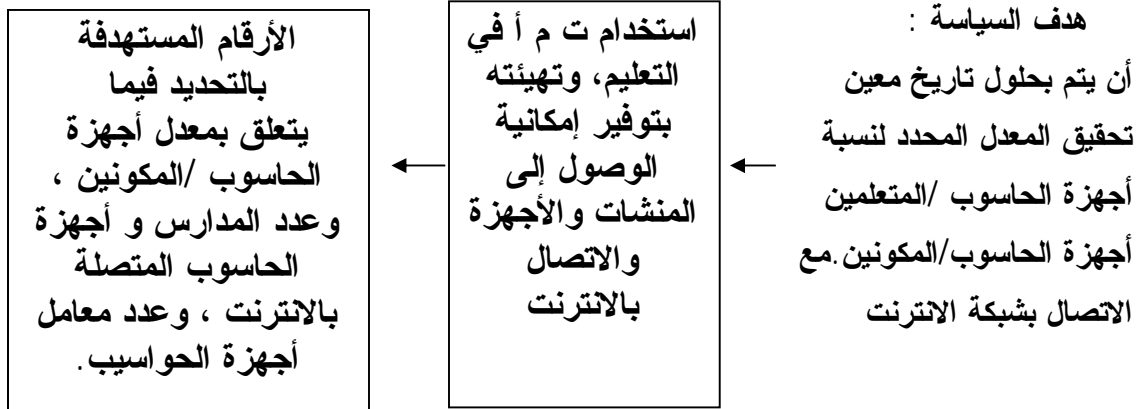 هدف السياسة :
أن يتم بحلول تاريخ معين
تحقيق المعدل المحدد لنسبة
أجهزة الحاسوب /المتعلمين
أجهزة الحاسوب/المكونين.مع
الاتصال بشبكة الانترنت
استخدام ت م أ في
التعليم، وتهيئته
بتوفير إمكانية
الوصول إلى
المنشات والأجهزة
والاتصال
بالانترنت
الأرقام المستهدفة
بالتحديد فيما
يتعلق بمعدل أجهزة
الحاسوب /المكونين ،
وعدد المدارس و أجهزة
الحاسوب المتصلة
بالانترنت ، وعدد معامل
أجهزة الحواسيب.